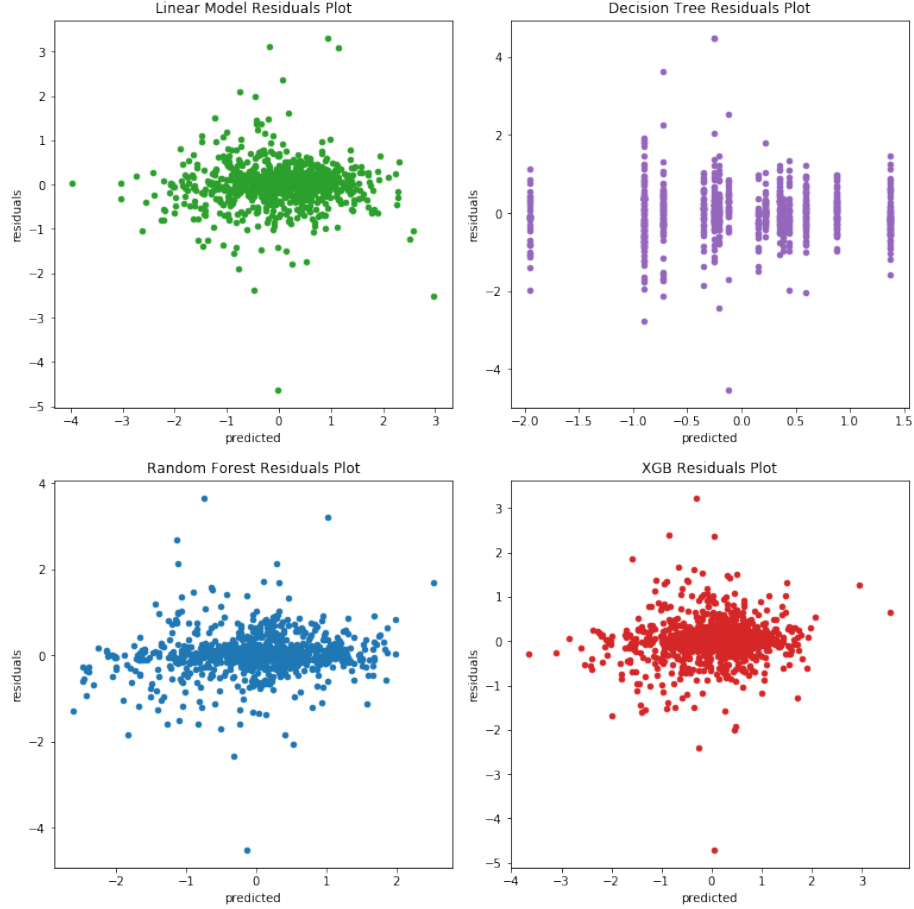 Linear Model Residuals Plot
3
2
1
0
−1
−2
−3
−4
−5
residuals
−4 −3 −2 −1 0 1 2 3
predicted
Decision Tree Residuals Plot
4
2
0
−2
−4
residuals
−2.0 −1.5 −1.0 −0.5 0.0 0.5 1.0 1.5
predicted
Random Forest Residuals Plot
4
2
0
−2
−4
residuals
−2 −1 0 1 2
predicted
XGB Residuals Plot
3
2
1
0
−1
−2
−3
−4
−5
residuals
−4 −3 −2 −1 0 1 2 3
predicted